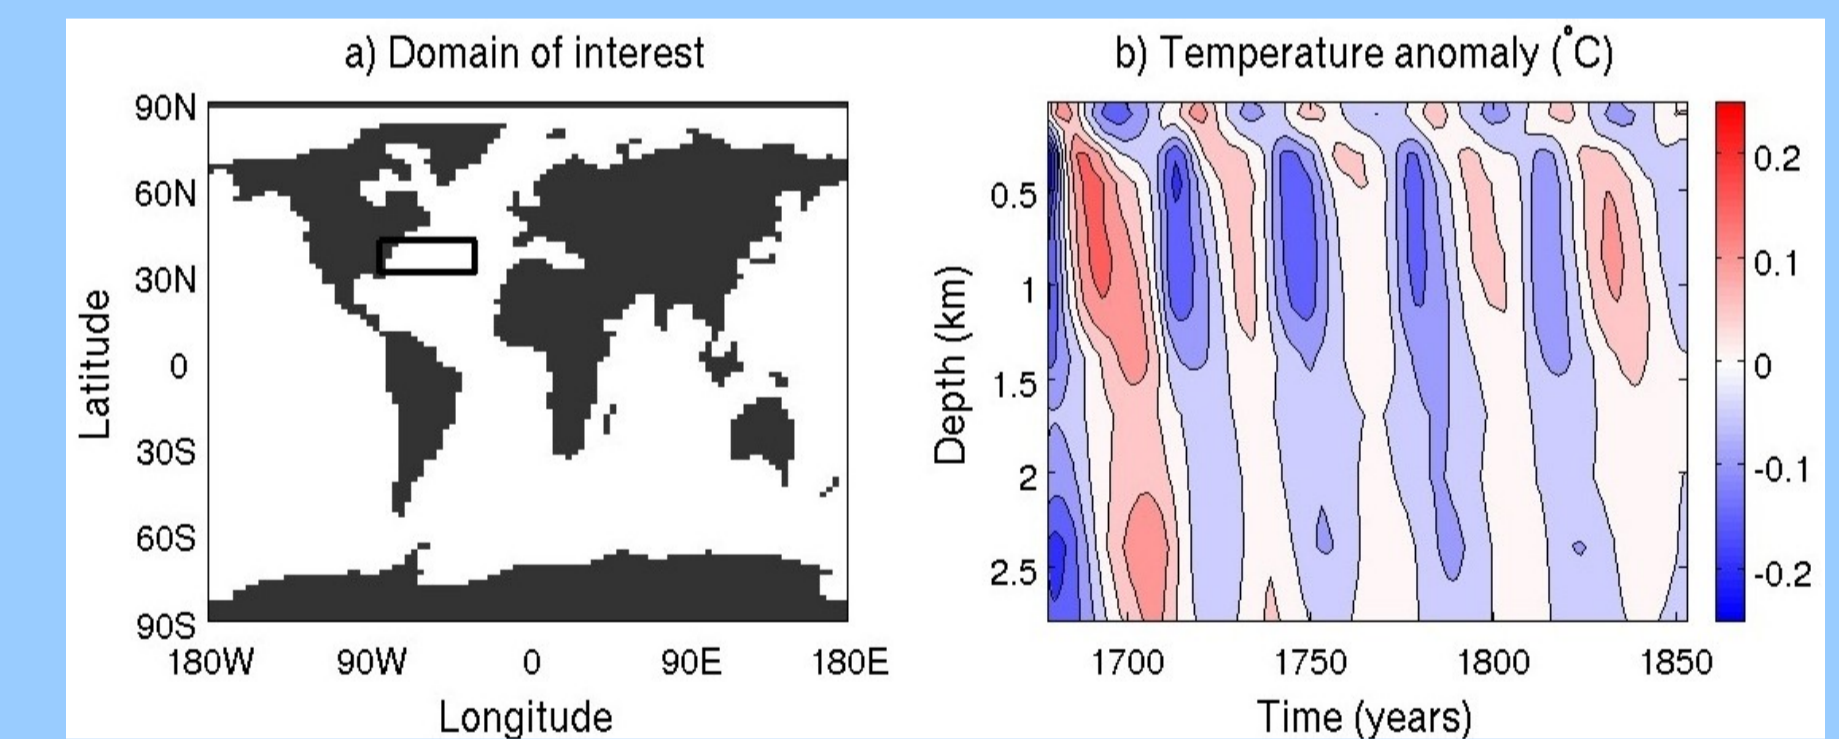 a) Domain of interest
90N
60N
30N
0
30S
60S
90S
180W 90W 0 90E 180E
Latitude
Longitude
b) Temperature anomaly (°C)
0.5
1
1.5
2
2.5
1700 1750 1800 1850
Depth (km)
Time (years)
0.2
0.1
0
-0.1
-0.2